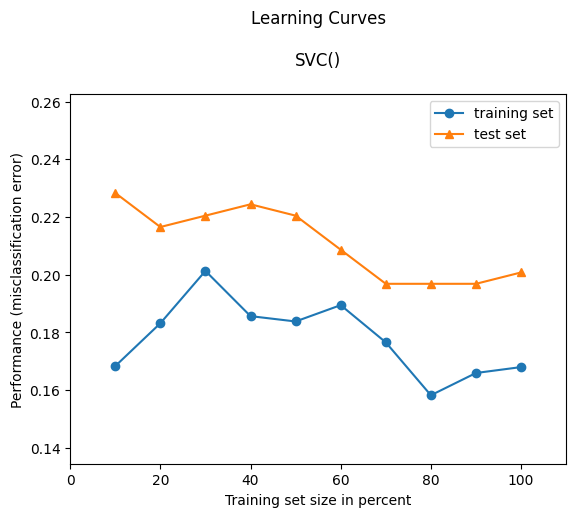 Learning Curves
SVC()
training set
test set
Performance (misclassification error)
0.26
0.24
0.22
0.20
0.18
0.16
0.14
0 20 40 60 80 100
Training set size in percent